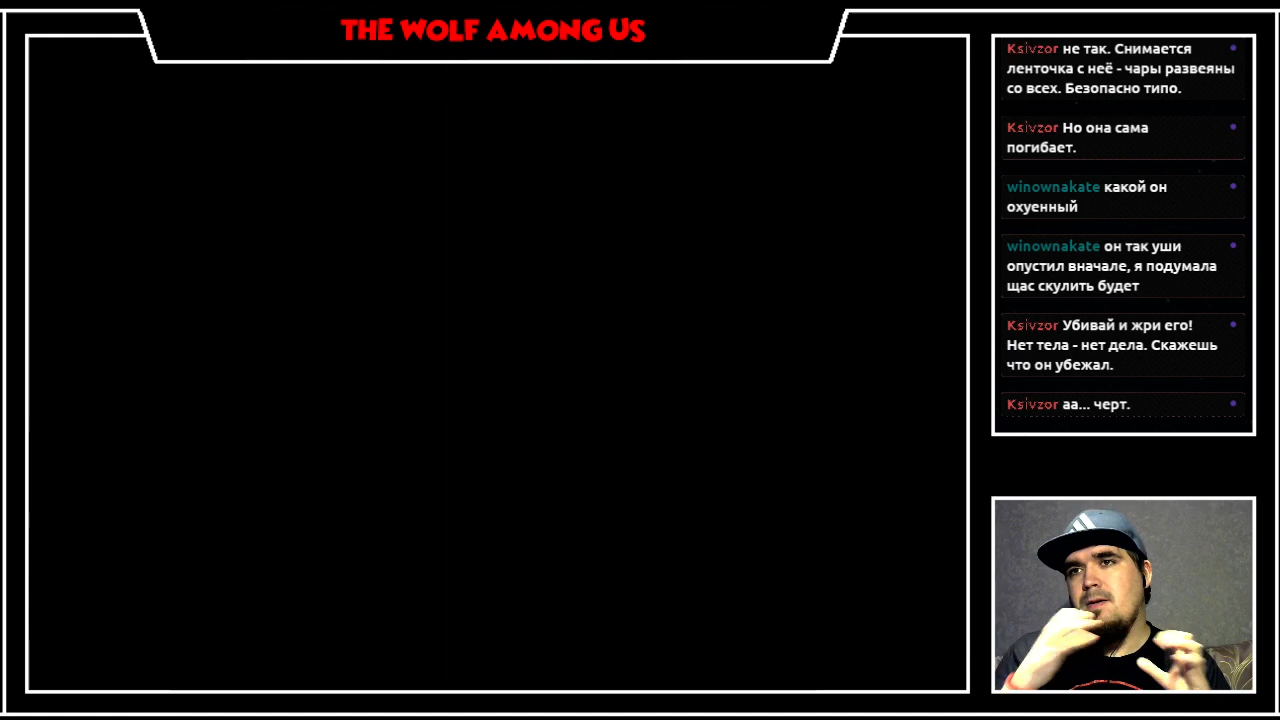 THE WOLF AMONG US
Ksivzor не так. Снимается
ленточка с неё - чары развеяны
со всех. Безопасно типо.
Ksivzor Но она сама
погибает.
winownakate какой он
охуенный
winownakate он так уши
опустил вначале, я подумала
щас скулить будет
Ksivzor Убивай и жри его!
Нет тела - нет дела. Скажешь
что он убежал.
Ksivzor аа... черт.